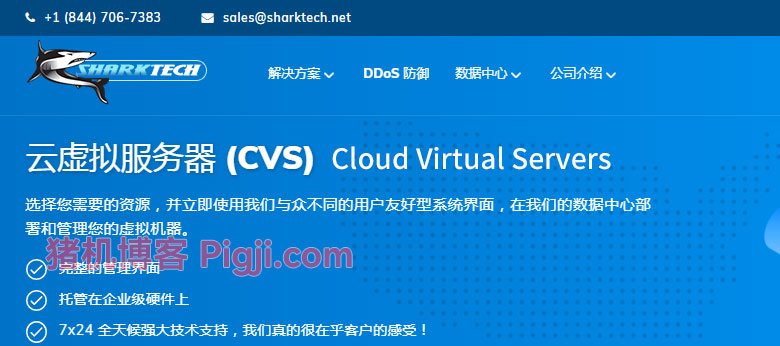 +1 (844) 706-7383 sales@sharktech.net
SHARKTECH 解决方案 DDoS 防御 数据中心 公司介绍
云虚拟服务器 (CVS) Cloud Virtual Servers
选择您需要的资源，并立即使用我们与众不同的用户友好型系统界面，在我们的数据中心部
署和管理您的虚拟机器。
猪机博客 Pigji.com
完整的管理界面
托管在企业级硬件上
7x24 全天候强大技术支持，我们真的很在乎客户的感受！